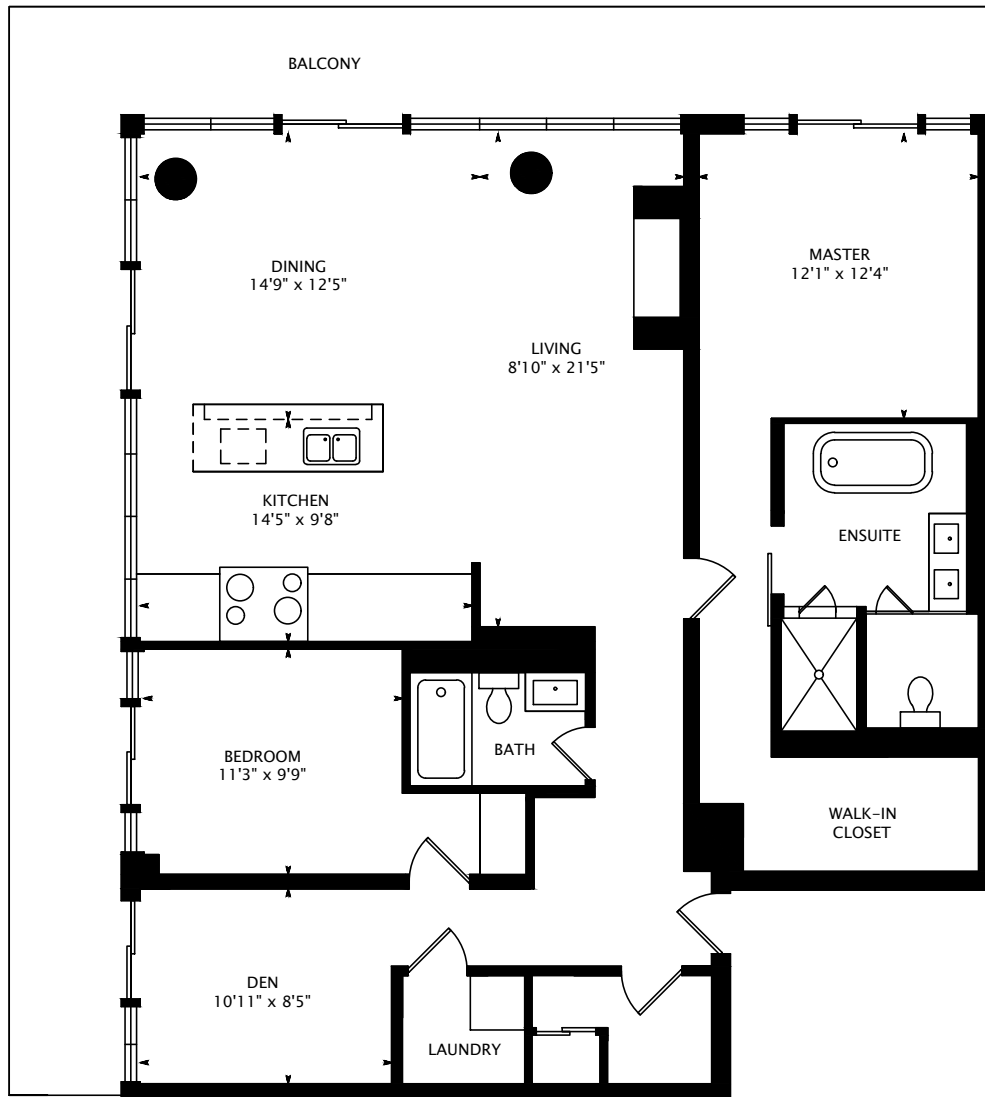 BALCONY
DINING
14'9" x 12'5"
MASTER
12'1" x 12'4"
LIVING
8'10" x 21'5"
KITCHEN
14'5" x 9'8"
ENSUITE
BEDROOM
11'3" x 9'9"
BATH
WALK-IN
CLOSET
DEN
10'11" x 8'5"
LAUNDRY